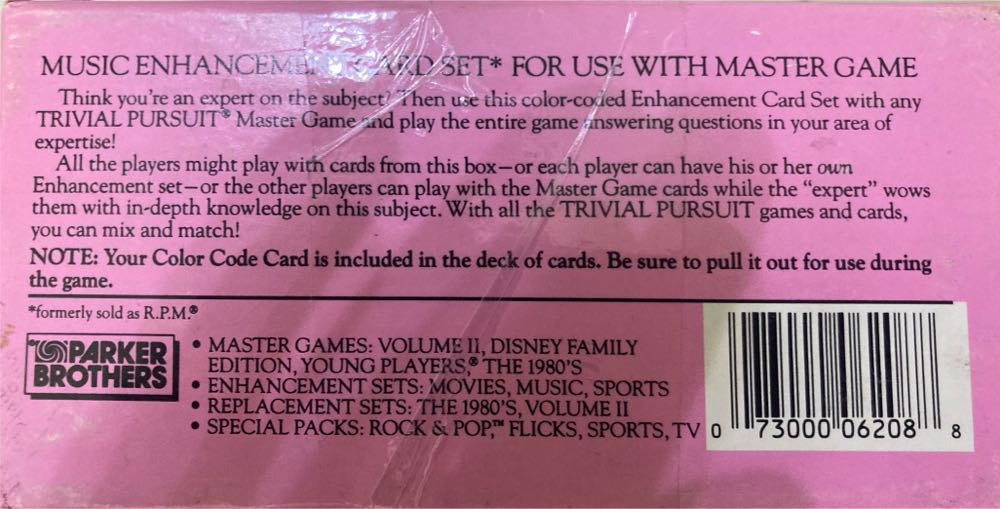 MUSIC ENHANCEMENT CARD SET* FOR USE WITH MASTER GAME
Think you're an expert on the subject? Then use this color-coded Enhancement Card Set with any
TRIVIAL PURSUIT® Master Game and play the entire game answering questions in your area of
expertise!
All the players might play with cards from this box—or each player can have his or her own
Enhancement set—or the other players can play with the Master Game cards while the “expert” wows
them with in-depth knowledge on this subject. With all the TRIVIAL PURSUIT games and cards,
you can mix and match!
NOTE: Your Color Code Card is included in the deck of cards. Be sure to pull it out for use during
the game.
*formerly sold as R.P.M.®
PARKER
BROTHERS
• MASTER GAMES: VOLUME II, DISNEY FAMILY
EDITION, YOUNG PLAYERS,® THE 1980'S
• ENHANCEMENT SETS: MOVIES, MUSIC, SPORTS
• REPLACEMENT SETS: THE 1980'S, VOLUME II
• SPECIAL PACKS: ROCK & POP,™ FLICKS, SPORTS, TV
0 73000 06208 8